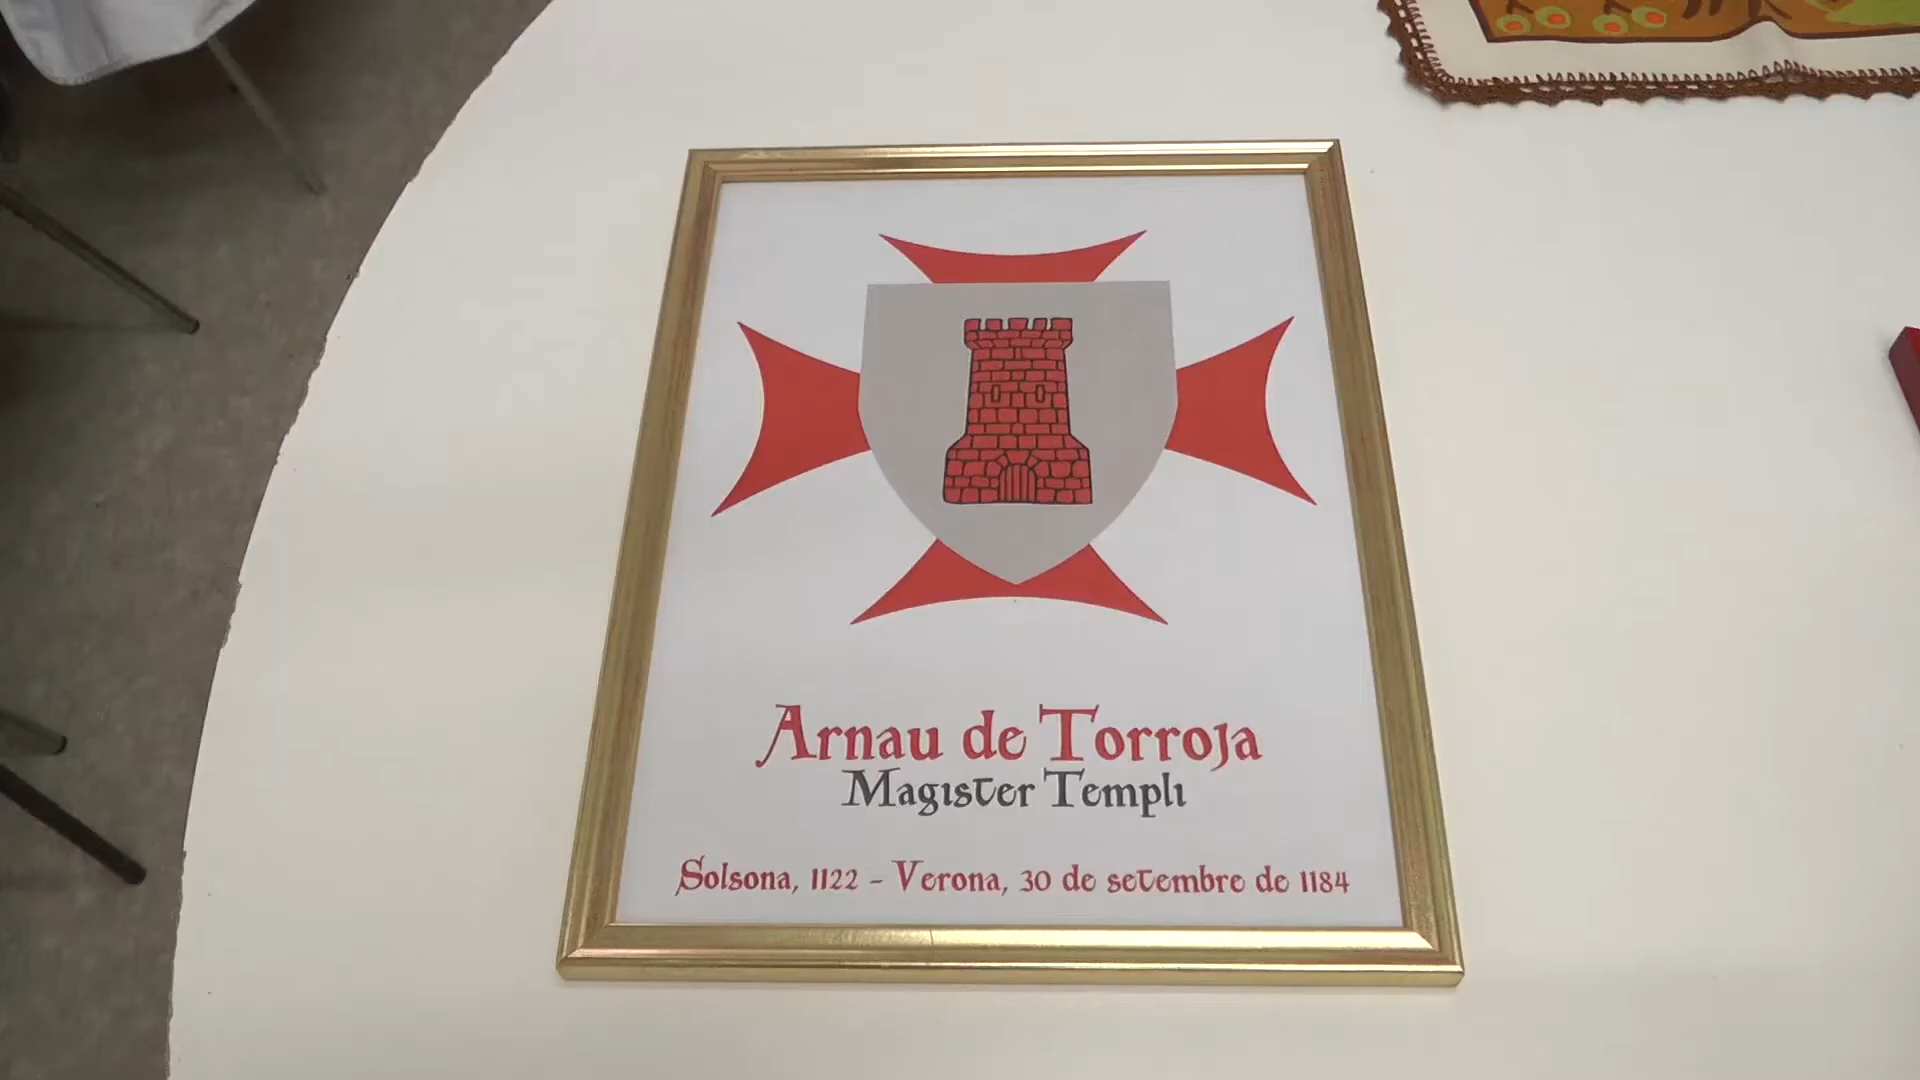 Arnau de Torroja
Magister Templi
Solsona, 1122 - Verona, 30 de setembre de 1184